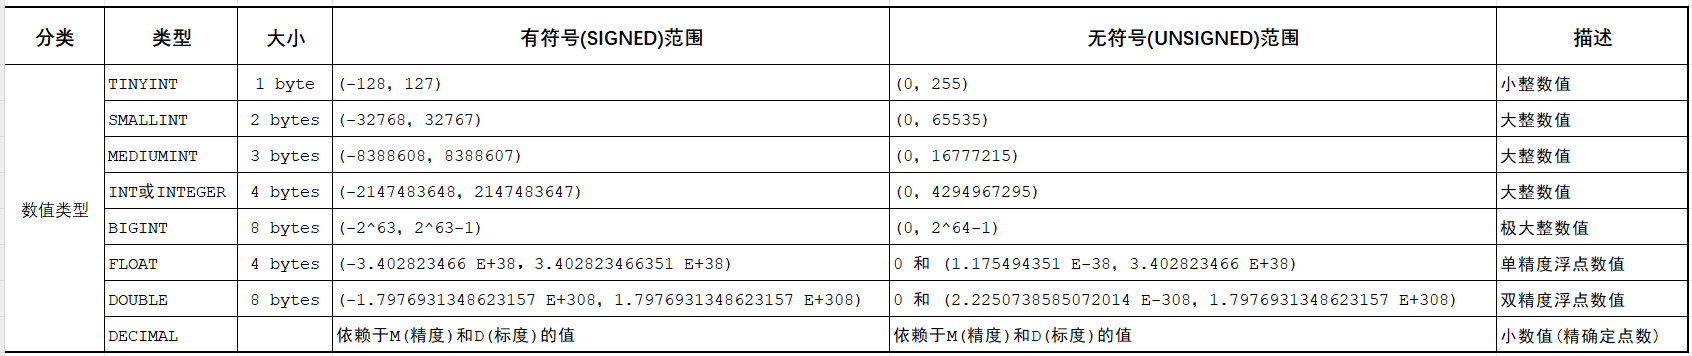 分类 类型 大小 有符号(SIGNED)范围 无符号(UNSIGNED)范围 描述
TINYINT 1 byte (-128, 127) (0, 255) 小整数值
SMALLINT 2 bytes (-32768, 32767) (0, 65535) 大整数值
MEDIUMINT 3 bytes (-8388608, 8388607) (0, 16777215) 大整数值
INT或INTEGER 4 bytes (-2147483648, 2147483647) (0, 4294967295) 大整数值
数值类型
BIGINT 8 bytes (-2^63, 2^63-1) (0, 2^64-1) 极大整数值
FLOAT 4 bytes (-3.402823466 E+38, 3.402823466351 E+38) 0 和 (1.175494351 E-38, 3.402823466 E+38) 单精度浮点数值
DOUBLE 8 bytes (-1.7976931348623157 E+308, 1.7976931348623157 E+308) 0 和 (2.2250738585072014 E-308, 1.7976931348623157 E+308) 双精度浮点数值
DECIMAL 依赖于M(精度)和D(标度)的值 依赖于M(精度)和D(标度)的值 小数值(精确定点数)